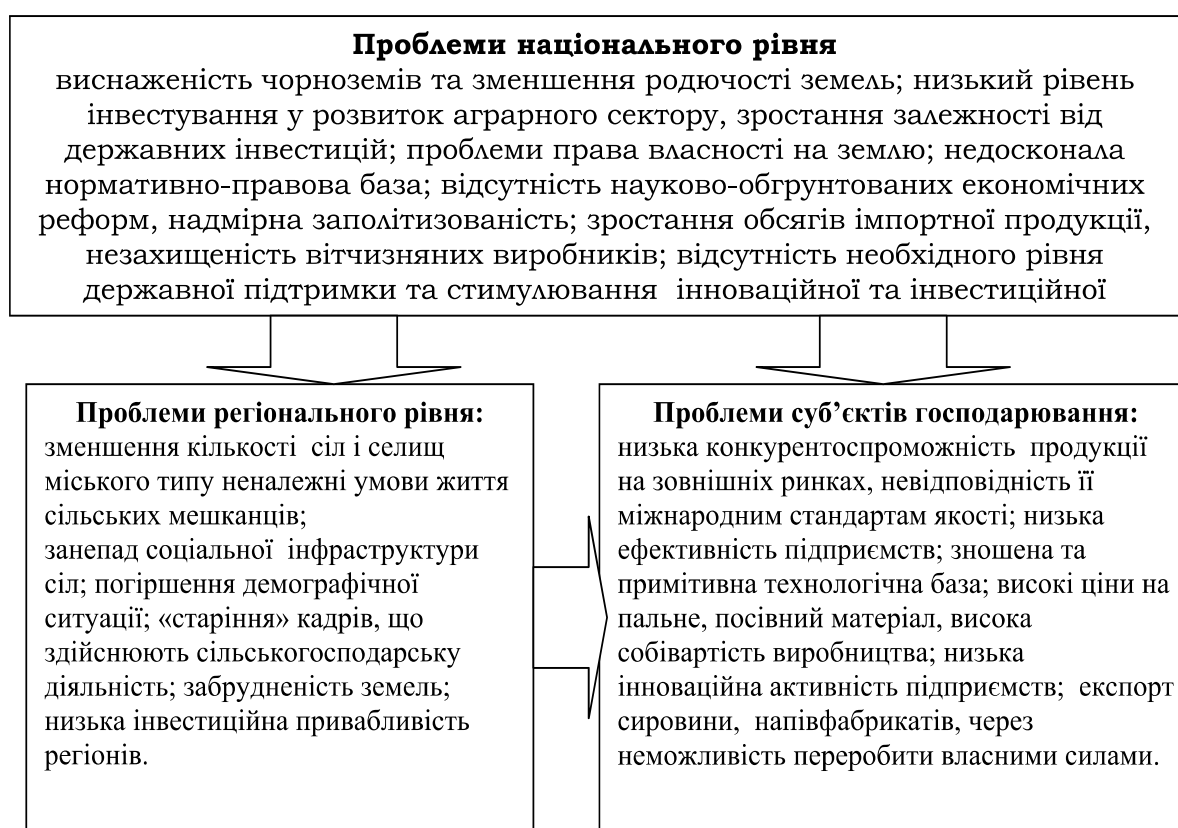 Проблеми національного рівня
виснаженість чорноземів та зменшення родючості земель; низький рівень
інвестування у розвиток аграрного сектору, зростання залежності від
державних інвестицій; проблеми права власності на землю; недосконала
нормативно-правова база; відсутність науково-обгрунтованих економічних
реформ, надмірна заполітизованість; зростання обсягів імпортної продукції,
незахищеність вітчизняних виробників; відсутність необхідного рівня
державної підтримки та стимулювання інноваційної та інвестиційної
Проблеми регіонального рівня:
зменшення кількості сіл і селищ
міського типу неналежні умови життя
сільських мешканців;
занепад соціальної інфраструктури
сіл; погіршення демографічної
ситуації; «старіння» кадрів, що
здійснюють сільськогосподарську
діяльність; забрудненість земель;
низька інвестиційна привабливість
регіонів.
Проблеми суб’єктів господарювання:
низька конкурентоспроможність продукції
на зовнішніх ринках, невідповідність її
міжнародним стандартам якості; низька
ефективність підприємств; зношена та
примітивна технологічна база; високі ціни на
пальне, посівний матеріал, висока
собівартість виробництва; низька
інноваційна активність підприємств; експорт
сировини, напівфабрикатів, через
неможливість переробити власними силами.